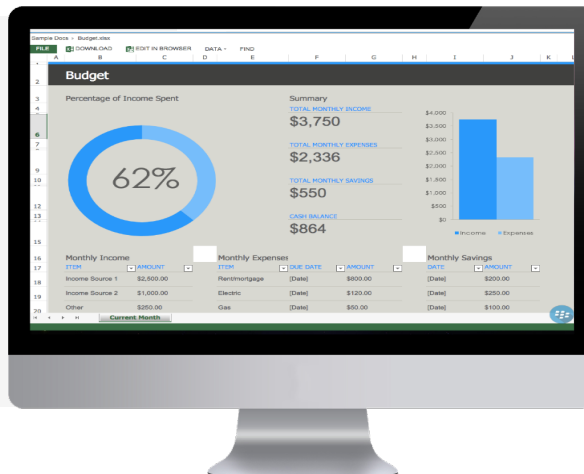 Sample Docs ▸ Budget.xlsx
FILE DOWNLOAD EDIT IN BROWSER DATA FIND
A B C D E F G H I J K
Budget
Percentage of Income Spent
62%
Summary
TOTAL MONTHLY INCOME
$3,750
TOTAL MONTHLY EXPENSES
$2,336
TOTAL MONTHLY SAVINGS
$550
CASH BALANCE
$864
$4,000
$3,500
$3,000
$2,500
$2,000
$1,500
$1,000
$500
$0
Income Expenses
1
2
3
4
6
7
9
10
12
13
15
16
17
18
19
20
Monthly Income
ITEM AMOUNT
Income Source 1 $2,500.00
Income Source 2 $1,000.00
Other $250.00
Monthly Expenses
ITEM DUE DATE AMOUNT
Rent/mortgage [Date] $800.00
Electric [Date] $120.00
Gas [Date] $50.00
Monthly Savings
DATE AMOUNT
[Date] $200.00
[Date] $250.00
[Date] $100.00
Current Month